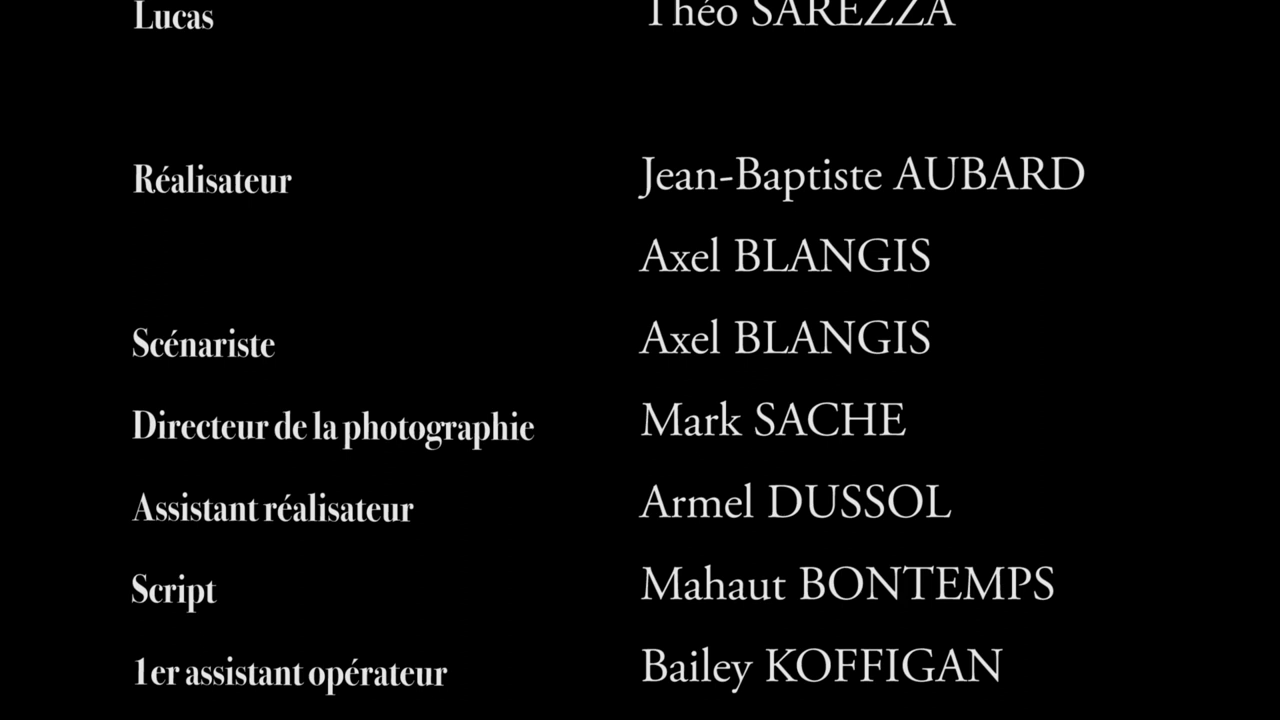 Lucas Théo SAREZZA
Réalisateur Jean-Baptiste AUBARD
Axel BLANGIS
Scénariste Axel BLANGIS
Directeur de la photographie Mark SACHE
Assistant réalisateur Armel DUSSOL
Script Mahaut BONTEMPS
1er assistant opérateur Bailey KOFFIGAN